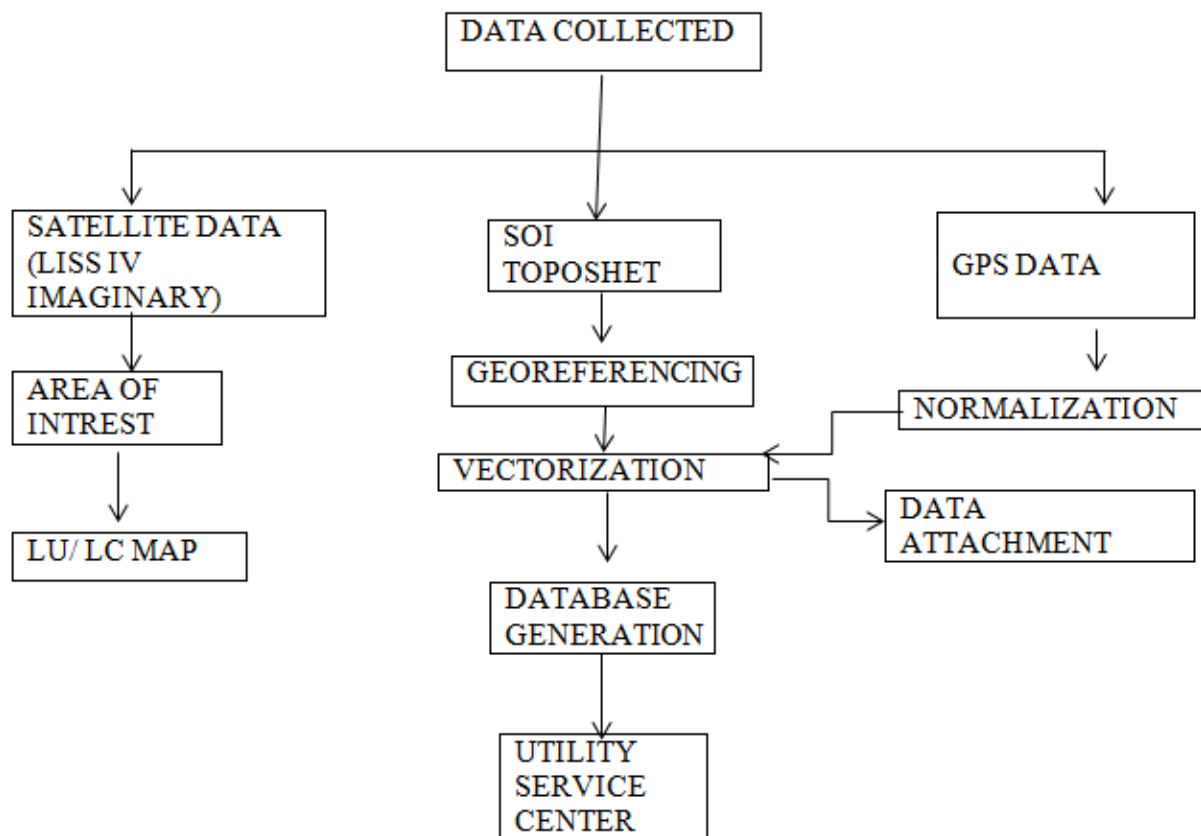 DATA COLLECTED
SATELLITE DATA
(LISS IV
IMAGINARY)
SOI
TOPOSHET
GPS DATA
AREA OF
INTREST
GEOREFERENCING
NORMALIZATION
VECTORIZATION
LU/ LC MAP
DATA
ATTACHMENT
DATABASE
GENERATION
UTILITY
SERVICE
CENTER